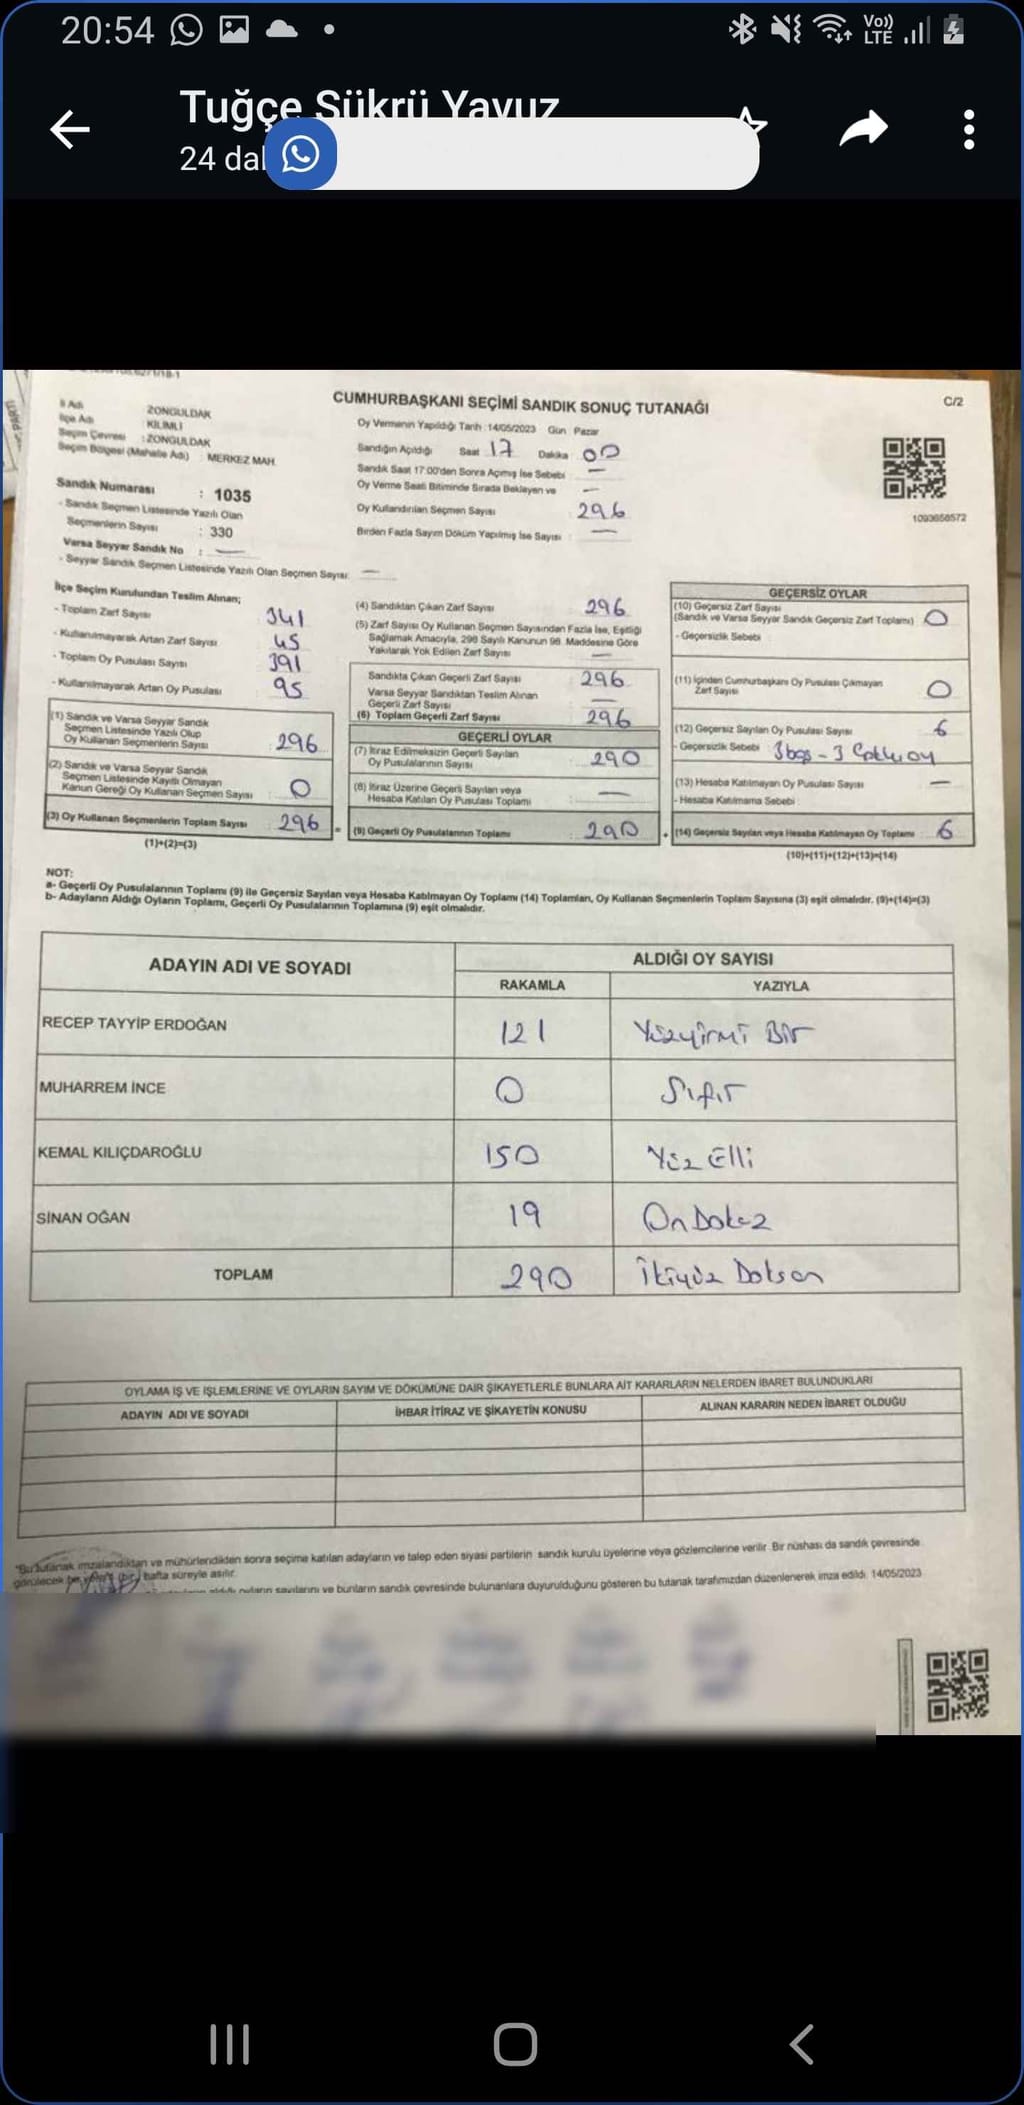 20:54
Vo)) LTE
Tuğçe Şükrü Yavuz
24 dal
CUMHURBAŞKANI SEÇİMİ SANDIK SONUÇ TUTANAĞI
C/2
İl Adı ZONGULDAK
İlçe Adı KİLİMLİ
Seçim Çevresi : ZONGULDAK
Seçim Bölgesi (Mahalle Adı) : MERKEZ MAH.
Sandık Numarası : 1035
- Sandık Seçmen Listesinde Yazılı Olan
Seçmenlerin Sayısı : 330
Varsa Seyyar Sandık No : —
- Seyyar Sandık Seçmen Listesinde Yazılı Olan Seçmen Sayısı: —
Oy Vermenin Yapıldığı Tarih : 14/05/2023 Gün : Pazar
Sandığın Açıldığı Saat 17 Dakika 00
Sandık Saat 17:00'den Sonra Açımış İse Sebebi —
Oy Verme Saati Bitiminde Sırada Bekleyen ve —
Oy Kullandırılan Seçmen Sayısı 296
Birden Fazla Sayım Döküm Yapılmış İse Sayısı : —
1093658572
İlçe Seçim Kurulundan Teslim Alınan;
- Toplam Zarf Sayısı 341
- Kullanılmayarak Artan Zarf Sayısı 45
- Toplam Oy Pusulası Sayısı 391
- Kullanılmayarak Artan Oy Pusulası 95
(1) Sandık ve Varsa Seyyar Sandık
Seçmen Listesinde Yazılı Olup
Oy Kullanan Seçmenlerin Sayısı : 296
(2) Sandık ve Varsa Seyyar Sandık
Seçmen Listesinde Kayıtlı Olmayan
Kanun Gereği Oy Kullanan Seçmen Sayısı 0
(3) Oy Kullanan Seçmenlerin Toplam Sayısı : 296 =
(1)+(2)=(3)
(4) Sandıktan Çıkan Zarf Sayısı 296
(5) Zarf Sayısı Oy Kullanan Seçmen Sayısından Fazla İse, Eşitliği
Sağlamak Amacıyla, 298 Sayılı Kanunun 98. Maddesine Göre
Yakılarak Yok Edilen Zarf Sayısı —
Sandıkta Çıkan Geçerli Zarf Sayısı : 296
Varsa Seyyar Sandıktan Teslim Alınan
Geçerli Zarf Sayısı —
(6) Toplam Geçerli Zarf Sayısı : 296
GEÇERLİ OYLAR
(7) İtiraz Edilmeksizin Geçerli Sayılan
Oy Pusulalarının Sayısı : 290
(8) İtiraz Üzerine Geçerli Sayılan veya
Hesaba Katılan Oy Pusulası Toplamı : —
(9) Geçerli Oy Pusulalarının Toplamı : 290 +
GEÇERSİZ OYLAR
(10) Geçersiz Zarf Sayısı
(Sandık ve Varsa Seyyar Sandık Geçersiz Zarf Toplamı) : 0
- Geçersizlik Sebebi :
(11) İçinden Cumhurbaşkanı Oy Pusulası Çıkmayan
Zarf Sayısı 0
(12) Geçersiz Sayılan Oy Pusulası Sayısı : 6
- Geçersizlik Sebebi : 3 boş - 3 Çoklu oy
(13) Hesaba Katılmayan Oy Pusulası Sayısı —
- Hesaba Katılmama Sebebi :
(14) Geçersiz Sayılan veya Hesaba Katılmayan Oy Toplamı : 6
(10)+(11)+(12)+(13)=(14)
NOT:
a- Geçerli Oy Pusulalarının Toplamı (9) ile Geçersiz Sayılan veya Hesaba Katılmayan Oy Toplamı (14) Toplamları, Oy Kullanan Seçmenlerin Toplam Sayısına (3) eşit olmalıdır. (9)+(14)=(3)
b- Adayların Aldığı Oyların Toplamı, Geçerli Oy Pusulalarının Toplamına (9) eşit olmalıdır.
ADAYIN ADI VE SOYADI
ALDIĞI OY SAYISI
RAKAMLA YAZIYLA
RECEP TAYYİP ERDOĞAN 121 Yüzyirmi Bir
MUHARREM İNCE 0 Sıfır
KEMAL KILIÇDAROĞLU 150 Yüz Elli
SİNAN OĞAN 19 On Dokuz
TOPLAM 290 İkiyüz Doksan
OYLAMA İŞ VE İŞLEMLERİNE VE OYLARIN SAYIM VE DÖKÜMÜNE DAİR ŞİKAYETLERLE BUNLARA AİT KARARLARIN NELERDEN İBARET BULUNDUKLARI
ADAYIN ADI VE SOYADI İHBAR İTİRAZ VE ŞİKAYETİN KONUSU ALINAN KARARIN NEDEN İBARET OLDUĞU
*Bu tutanak imzalandıktan ve mühürlendikten sonra seçime katılan adayların ve talep eden siyasi partilerin sandık kurulu üyelerine veya gözlemcilerine verilir. Bir nüshası da sandık çevresinde
görülecek bir yere 1 (bir) hafta süreyle asılır.
aldığı oyların sayılarını ve bunların sandık çevresinde bulunanlara duyurulduğunu gösteren bu tutanak tarafımızdan düzenlenerek imza edildi. 14/05/2023